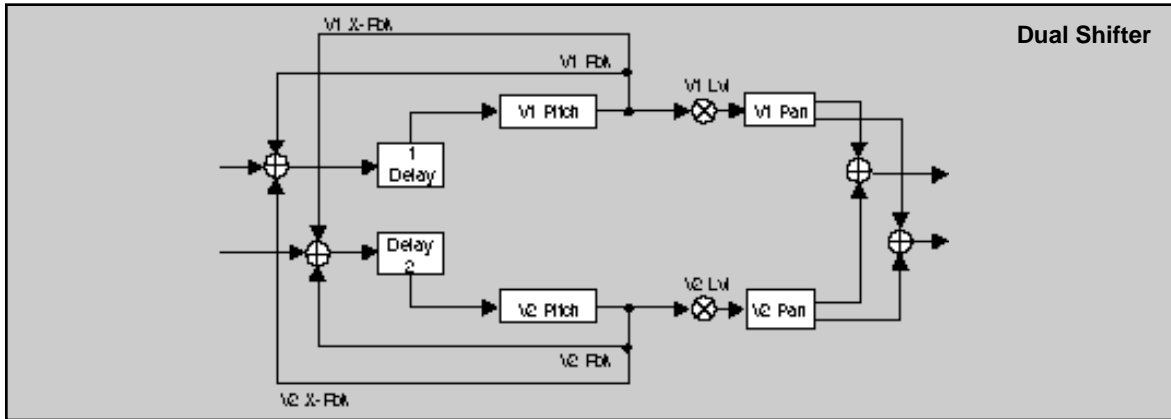 Dual Shifter
V1 X-Fbk
V1 Fbk
V1 Lvl
V1 Pitch
V1 Pan
1
Delay
Delay
2
V2 Lvl
V2 Pitch
V2 Pan
V2 Fbk
V2 X-Fbk